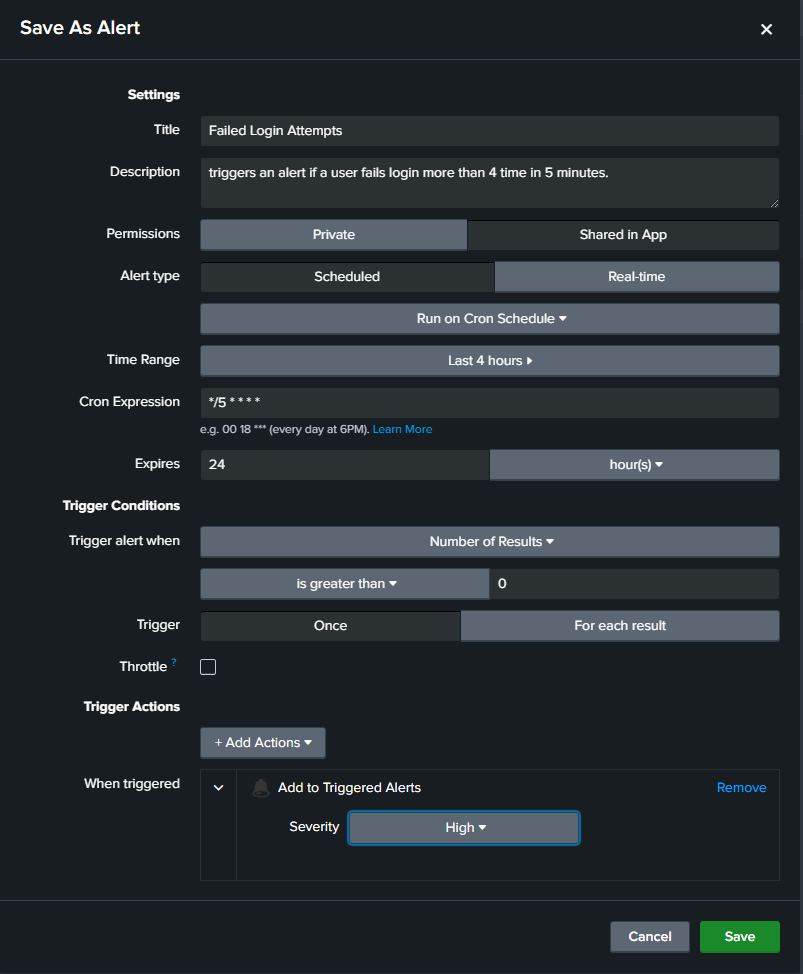 Save As Alert
Settings
Title Failed Login Attempts
Description triggers an alert if a user fails login more than 4 time in 5 minutes.
Permissions Private Shared in App
Alert type Scheduled Real-time
Run on Cron Schedule
Time Range Last 4 hours
Cron Expression */5 * * * *
e.g. 00 18 *** (every day at 6PM). Learn More
Expires 24 hour(s)
Trigger Conditions
Trigger alert when Number of Results
is greater than 0
Trigger Once For each result
Throttle ?
Trigger Actions
+ Add Actions
When triggered Add to Triggered Alerts Remove
Severity High
Cancel Save